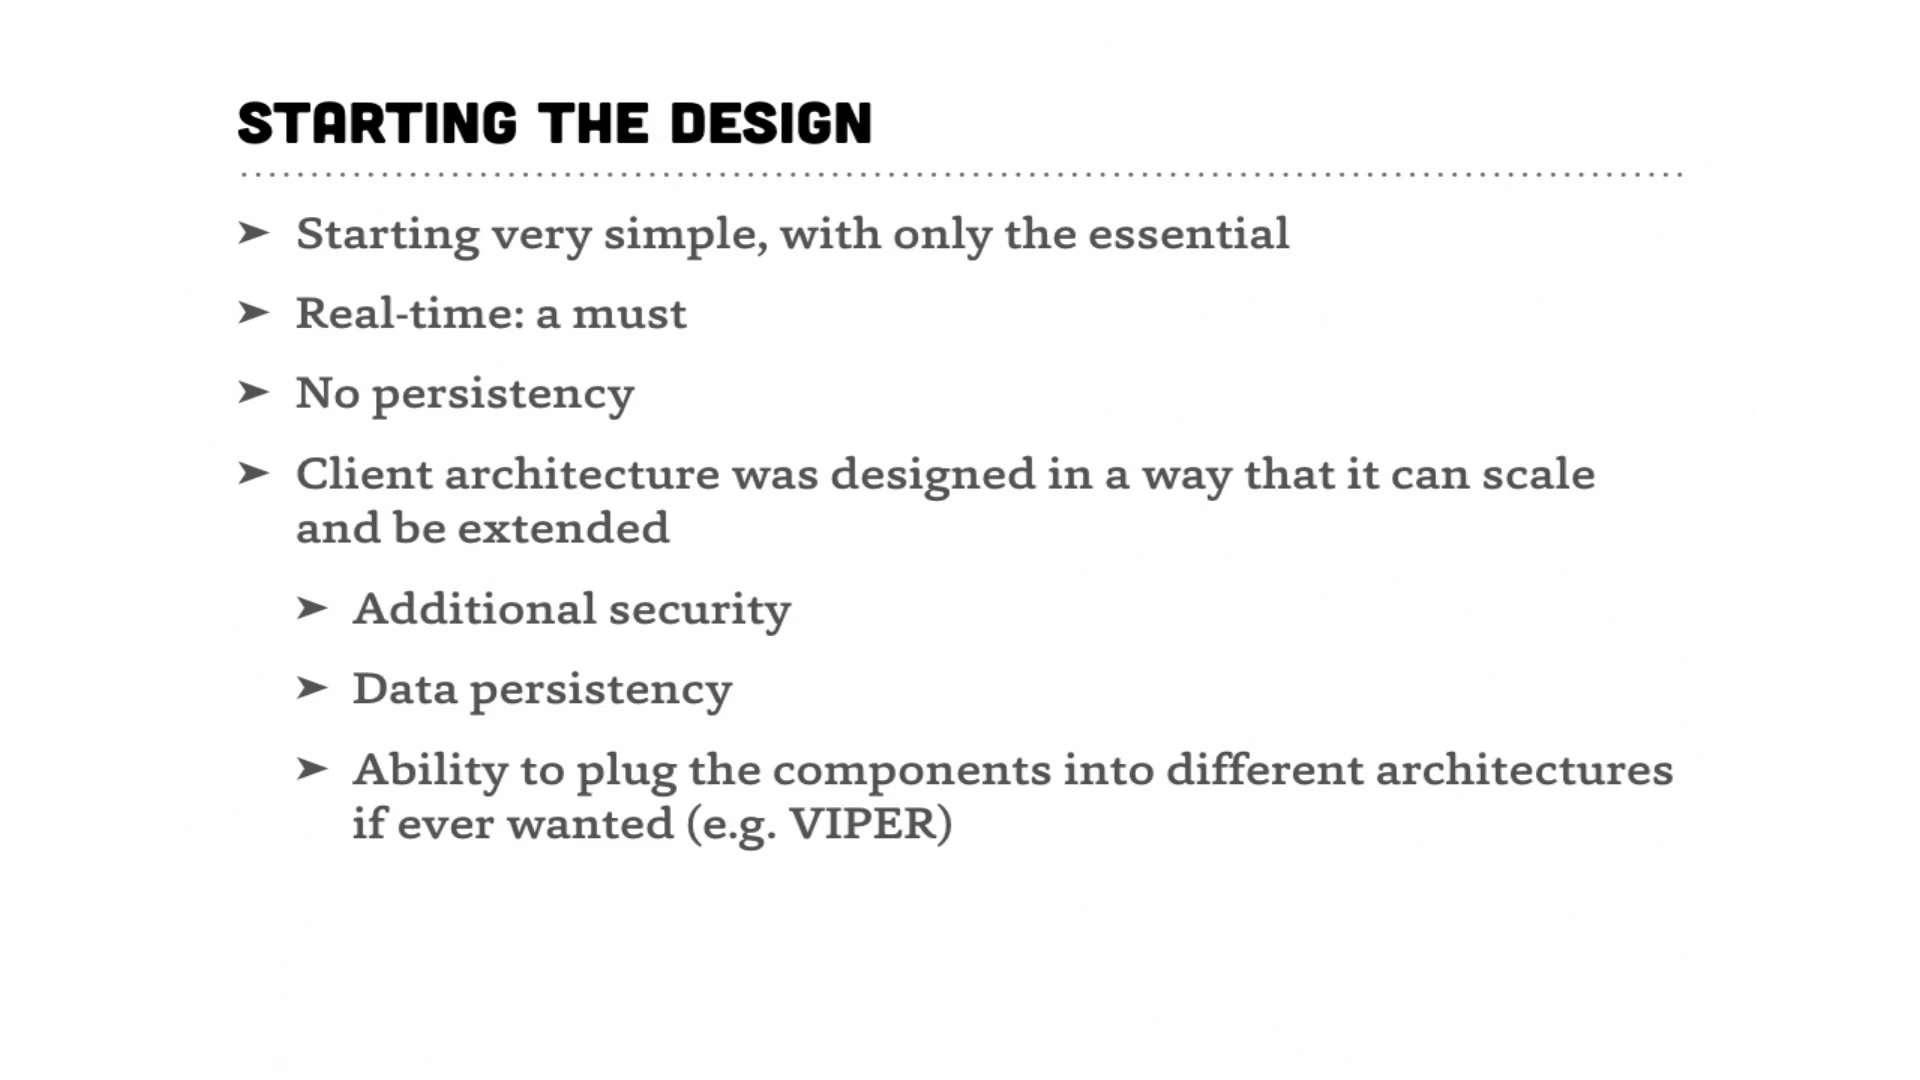 STARTING THE DESIGN
➤ Starting very simple, with only the essential
➤ Real-time: a must
➤ No persistency
➤ Client architecture was designed in a way that it can scale
and be extended
➤ Additional security
➤ Data persistency
➤ Ability to plug the components into different architectures
if ever wanted (e.g. VIPER)